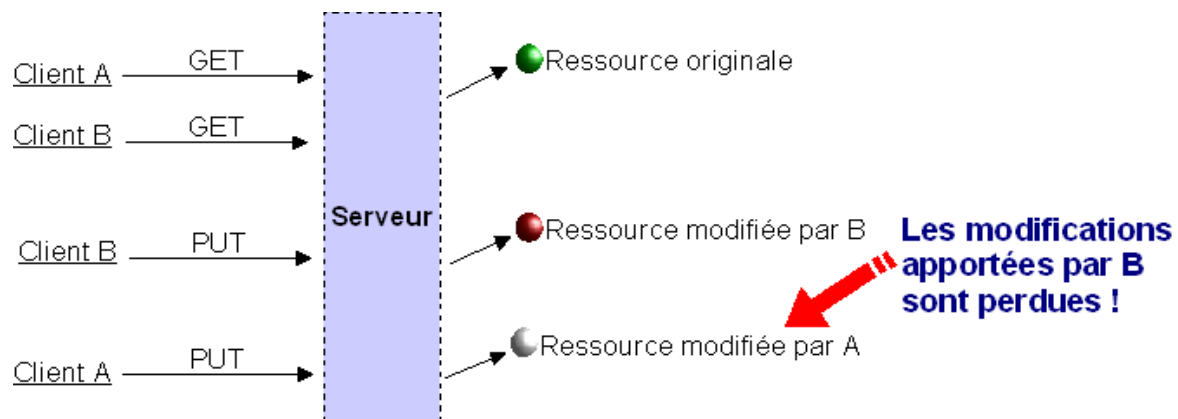 GET
Client A
Ressource originale
GET
Client B
Serveur
PUT
Client B
Ressource modifiée par B
Les modifications
apportées par B
sont perdues !
PUT
Client A
Ressource modifiée par A